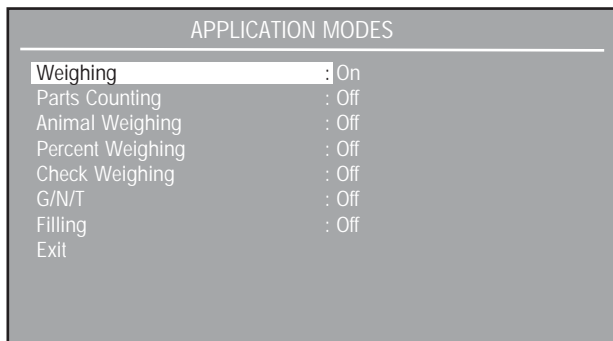 APPLICATION MODES
Weighing : On
Parts Counting : Off
Animal Weighing : Off
Percent Weighing : Off
Check Weighing : Off
G/N/T : Off
Filling : Off
Exit